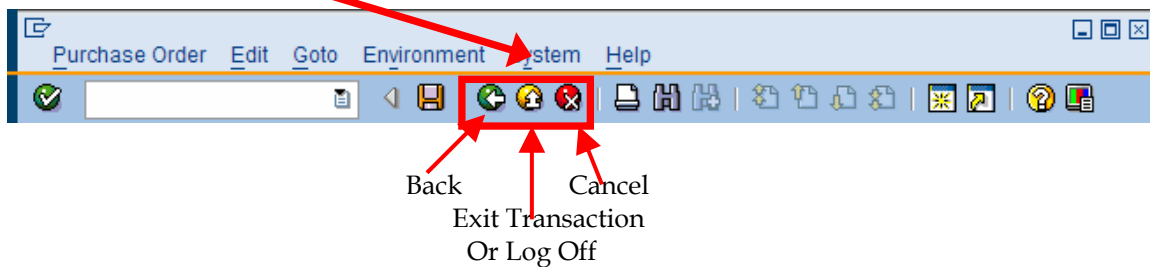 Purchase Order Edit Goto Environment System Help
Back Cancel
Exit Transaction
Or Log Off